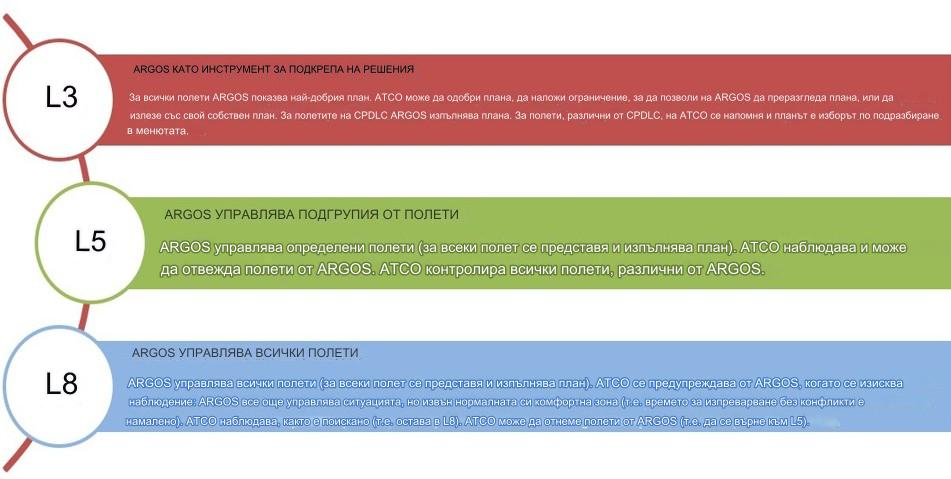 L3
ARGOS КАТО ИНСТРУМЕНТ ЗА ПОДКРЕПА НА РЕШЕНИЯ
За всички полети ARGOS показва най-добрия план. ATCO може да одобри плана, да наложи ограничение, за да позволи на ARGOS да преразгледа плана, или да
излезе със свой собствен план. За полетите на CPDLC ARGOS изпълнява плана. За полети, различни от CPDLC, на ATCO се напомня и планът е изборът по подразбиране
в менютата.
L5
ARGOS УПРАВЛЯВА ПОДГРУПИЯ ОТ ПОЛЕТИ
ARGOS управлява определени полети (за всеки полет се представя и изпълнява план). ATCO наблюдава и може
да отвежда полети от ARGOS. ATCO контролира всички полети, различни от ARGOS.
L8
ARGOS УПРАВЛЯВА ВСИЧКИ ПОЛЕТИ
ARGOS управлява всички полети (за всеки полет се представя и изпълнява план). ATCO се предупреждава от ARGOS, когато се изисква
наблюдение: ARGOS все още управлява ситуацията, но извън нормалната си комфортна зона (т.е. времето за изпреварване без конфликти е
намалено). ATCO наблюдава, както е поискано (т.е. остава в L8). ATCO може да отнеме полети от ARGOS (т.е. да се върне към L5).